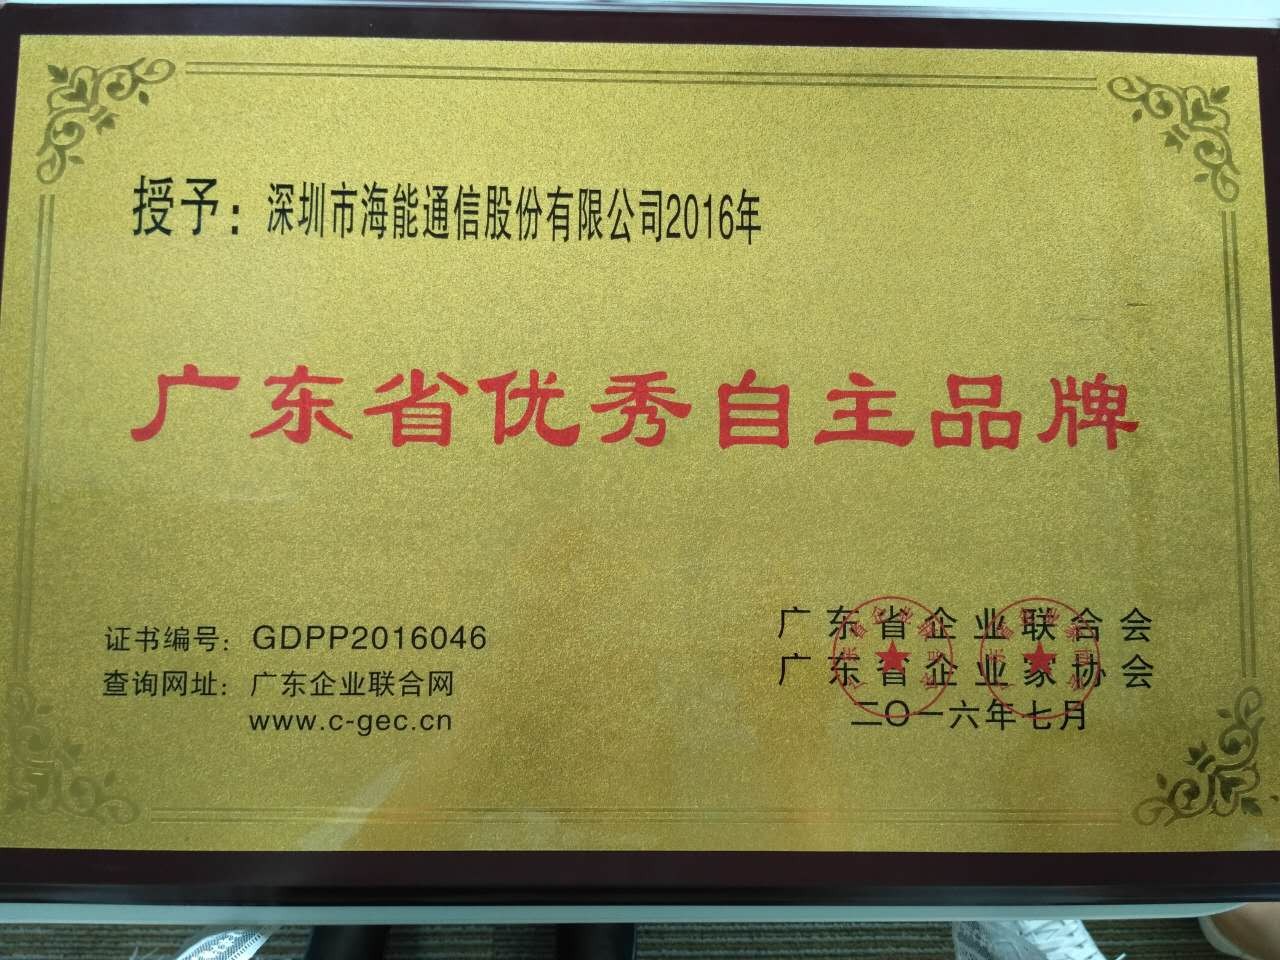 授予：深圳市海能通信股份有限公司2016年
广东省优秀自主品牌
证书编号：GDPP2016046
查询网址：广东企业联合网
www.c-gec.cn
广东省企业联合会
广东省企业家协会
二〇一六年七月